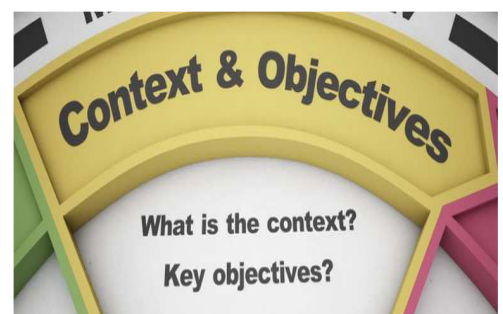 Context & Objectives
What is the context?
Key objectives?